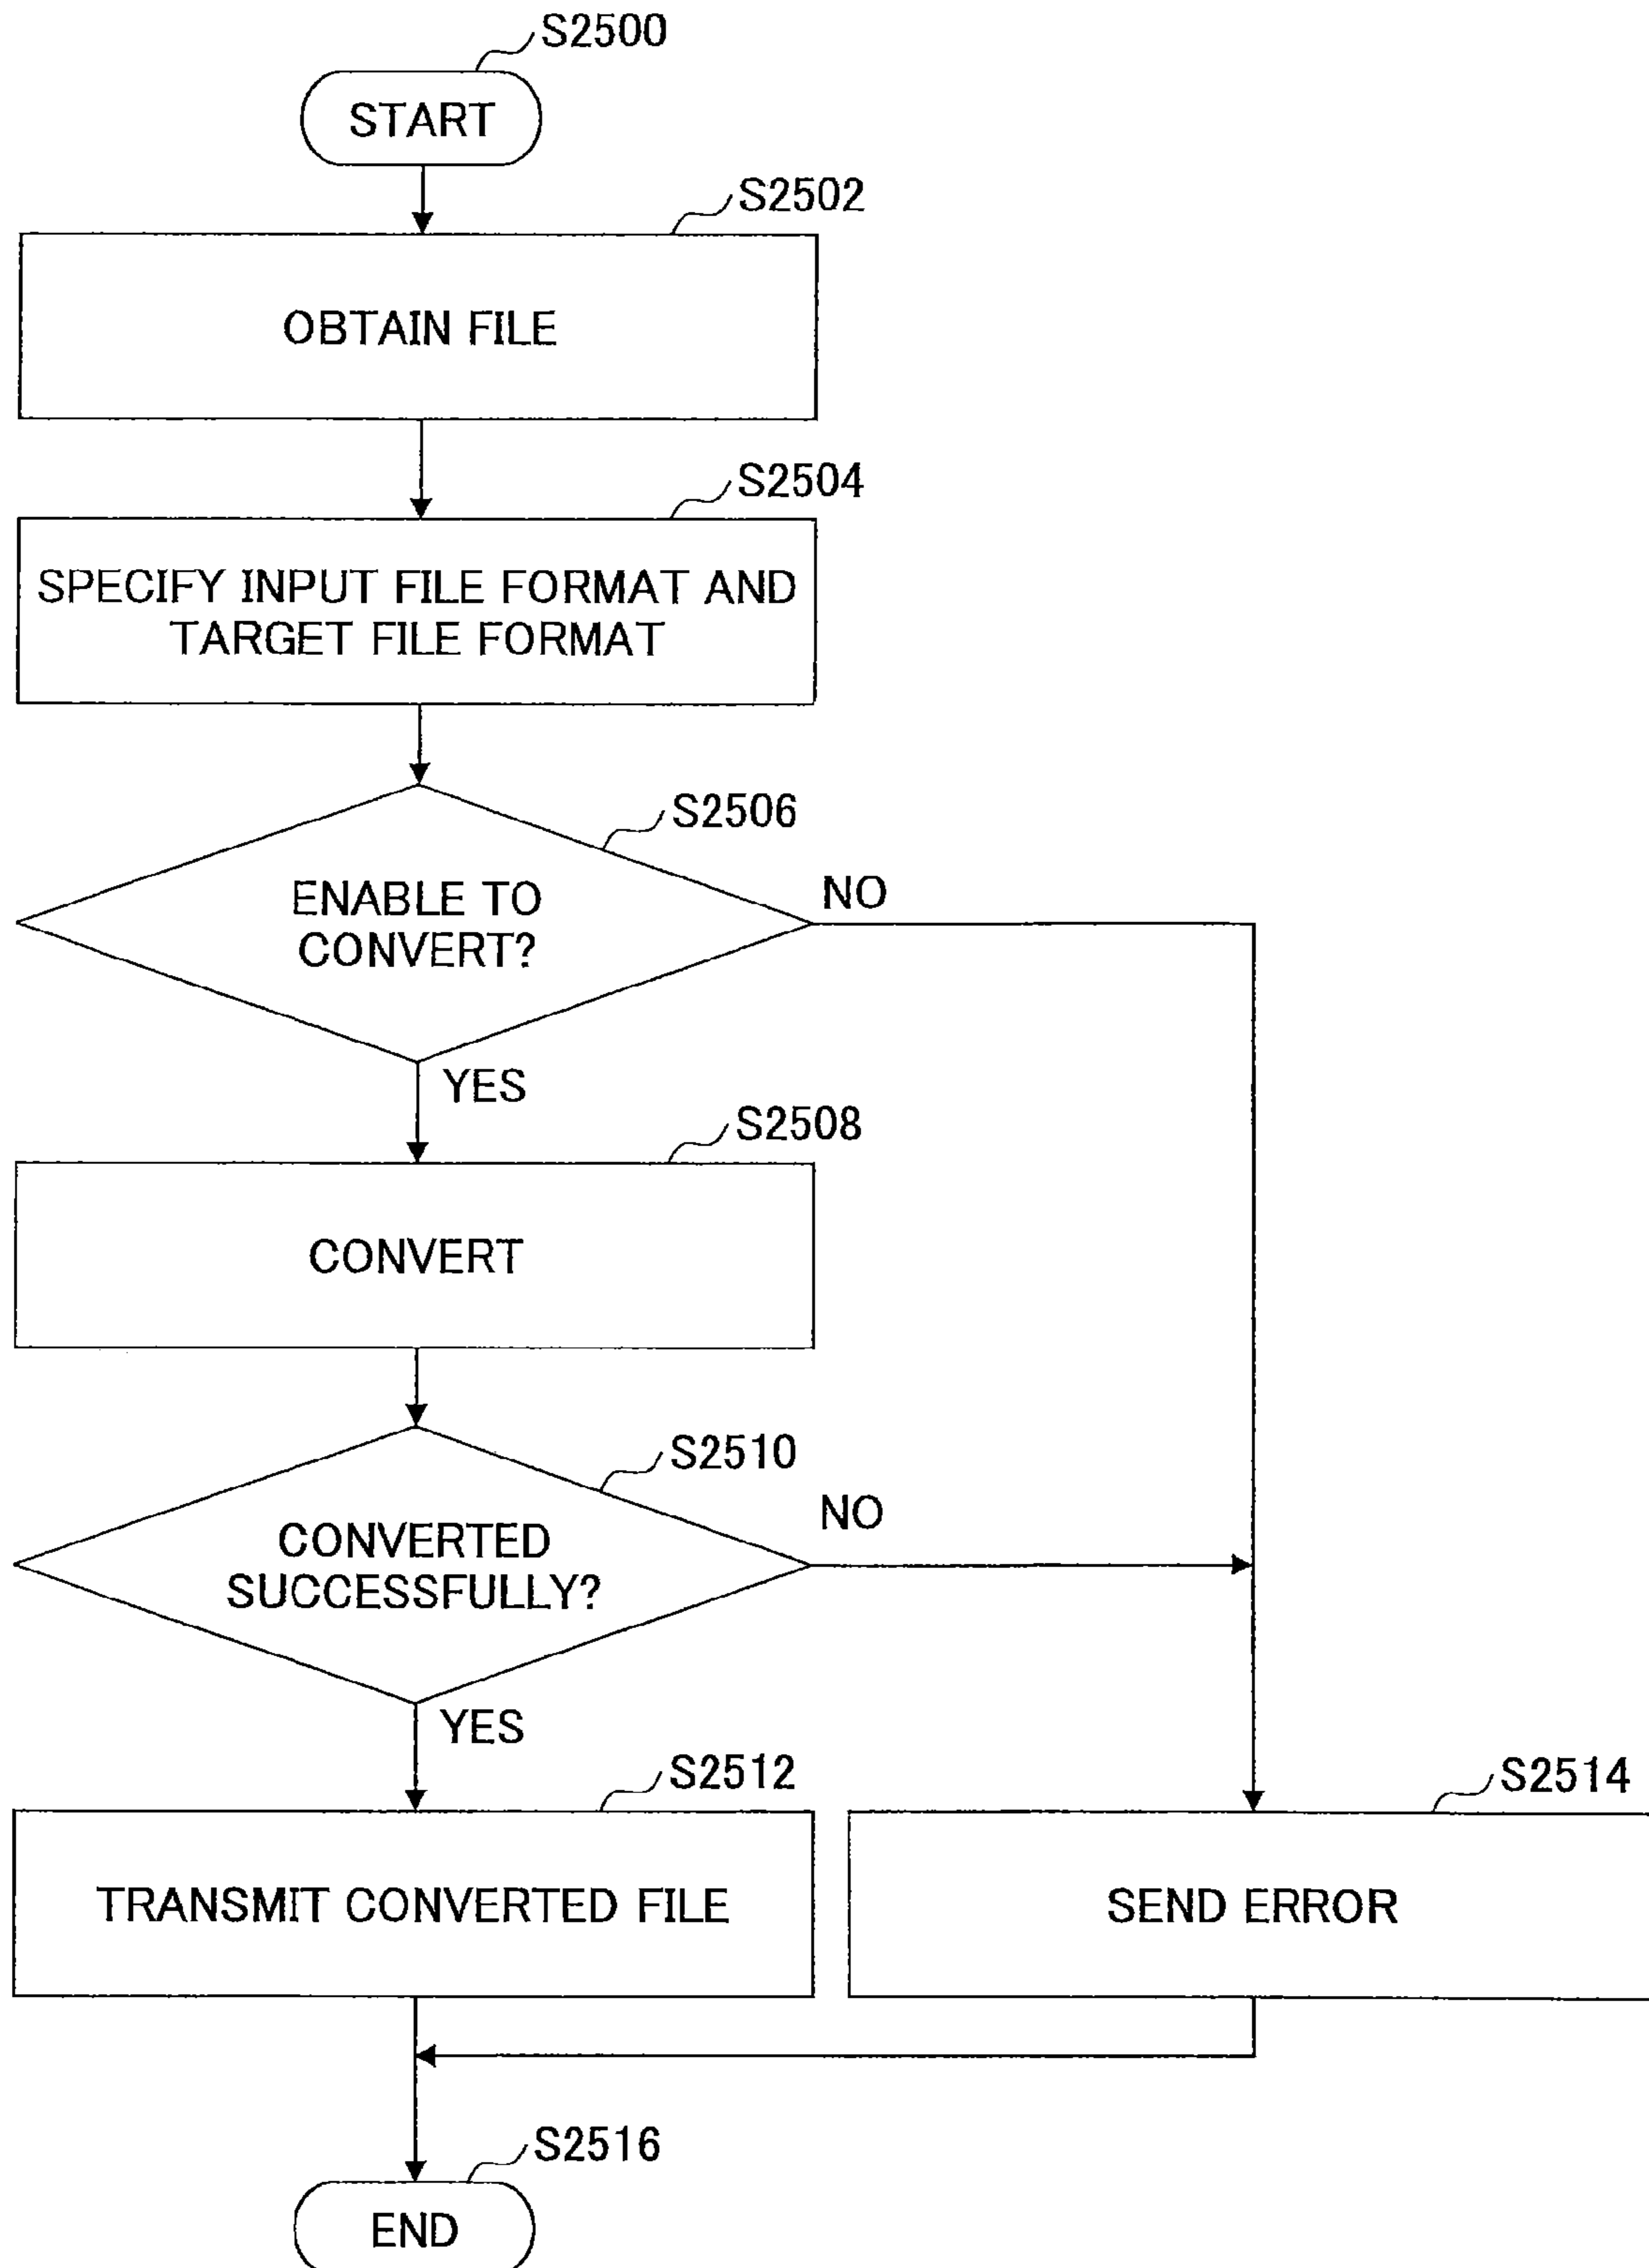 S2500
START
S2502
OBTAIN FILE
S2504
SPECIFY INPUT FILE FORMAT AND
TARGET FILE FORMAT
S2506
ENABLE TO
CONVERT?
NO
YES
S2508
CONVERT
S2510
CONVERTED
SUCCESSFULLY?
NO
YES
S2512
TRANSMIT CONVERTED FILE
S2514
SEND ERROR
S2516
END